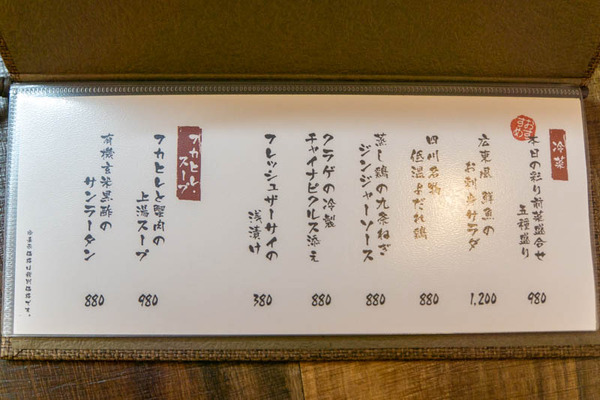 冷菜
おすすめ
本日の彩り前菜盛合せ
五種盛り
980
広東風 鮮魚の
お刺身サラダ
1,200
四川名物
低温よだれ鶏
880
蒸し鶏の九条ねぎ
ジンジャーソース
880
クラゲの冷製
チャイナピクルス添え
880
フレッシュザーサイの
浅漬け
380
フカヒレ
スープ
フカヒレと蟹肉の
上湯スープ
980
有機玄米黒酢の
サンラータン
880